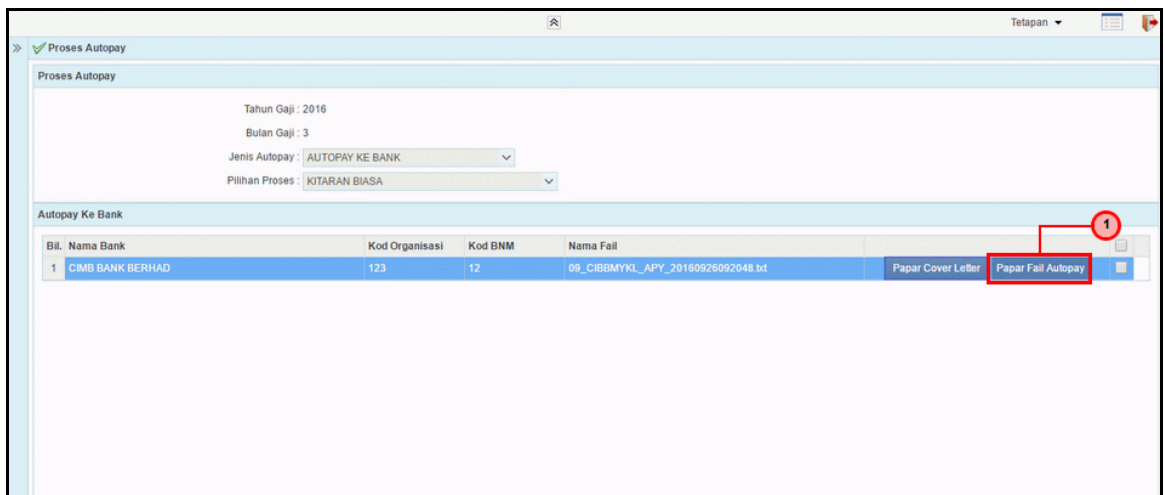 Tetapan
Proses Autopay
Proses Autopay
Tahun Gaji : 2016
Bulan Gaji : 3
Jenis Autopay : AUTOPAY KE BANK
Pilihan Proses : KITARAN BIASA
Autopay Ke Bank
1
Bil. Nama Bank Kod Organisasi Kod BNM Nama Fail
1 CIMB BANK BERHAD 123 12 09_CIBBMYKL_APY_20160926092048.txt Papar Cover Letter Papar Fail Autopay